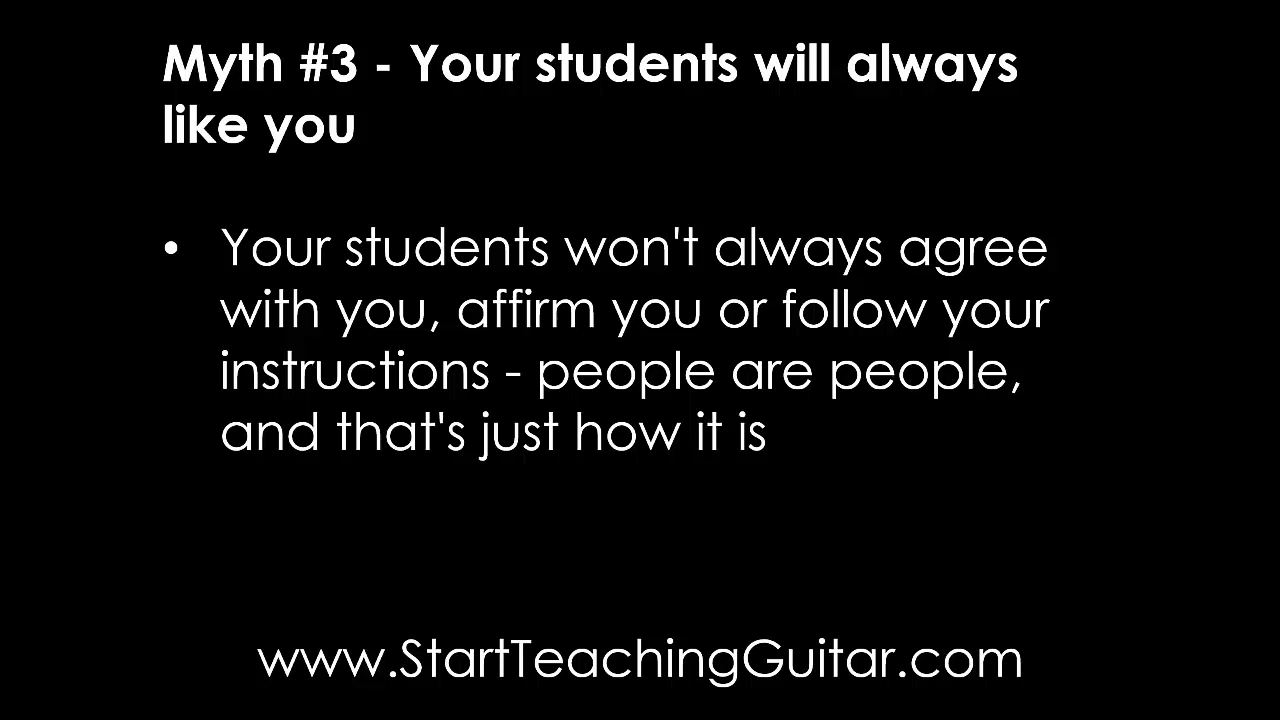 Myth #3 - Your students will always
like you
• Your students won't always agree
with you, affirm you or follow your
instructions - people are people,
and that's just how it is
www.StartTeachingGuitar.com